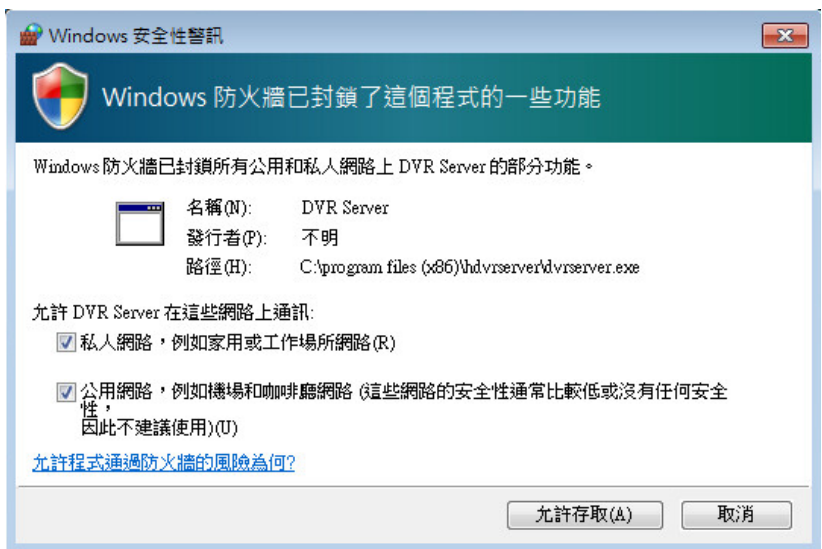 Windows 安全性警訊
Windows 防火牆已封鎖了這個程式的一些功能
Windows 防火牆已封鎖所有公用和私人網路上 DVR Server 的部分功能。
名稱(N): DVR Server
發行者(P): 不明
路徑(H): C:\program files (x86)\hdvrserver\dvrserver.exe
允許 DVR Server 在這些網路上通訊:
私人網路，例如家用或工作場所網路(R)
公用網路，例如機場和咖啡廳網路 (這些網路的安全性通常比較低或沒有任何安全
性，
因此不建議使用)(U)
允許程式通過防火牆的風險為何?
允許存取(A) 取消